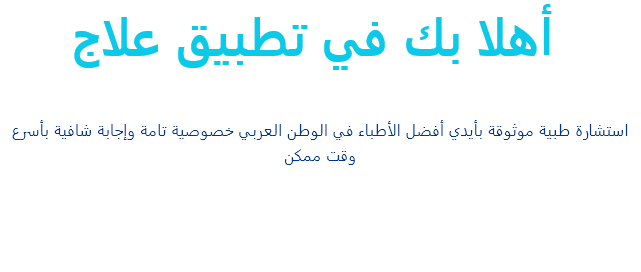 أهلا بك في تطبيق علاج
استشارة طبية موثوقة بأيدي أفضل الأطباء في الوطن العربي خصوصية تامة وإجابة شافية بأسرع
وقت ممكن